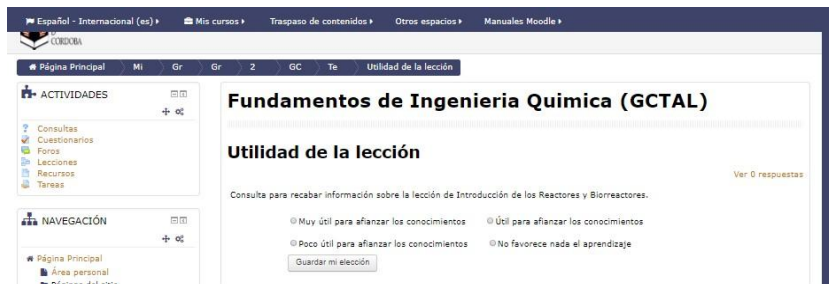 Español - Internacional (es)
Mis cursos
Traspaso de contenidos
Otros espacios
Manuales Moodle
CORDOBA
Página Principal
Mi
Gr
Gr
2
GC
Te
Utilidad de la lección
ACTIVIDADES
Consultas
Cuestionarios
Foros
Lecciones
Recursos
Tareas
NAVEGACIÓN
Página Principal
Área personal
Fundamentos de Ingenieria Quimica (GCTAL)
Utilidad de la lección
Ver 0 respuestas
Consulta para recabar información sobre la lección de Introducción de los Reactores y Biorreactores.
Muy útil para afianzar los conocimientos
Útil para afianzar los conocimientos
Poco útil para afianzar los conocimientos
No favorece nada el aprendizaje
Guardar mi elección